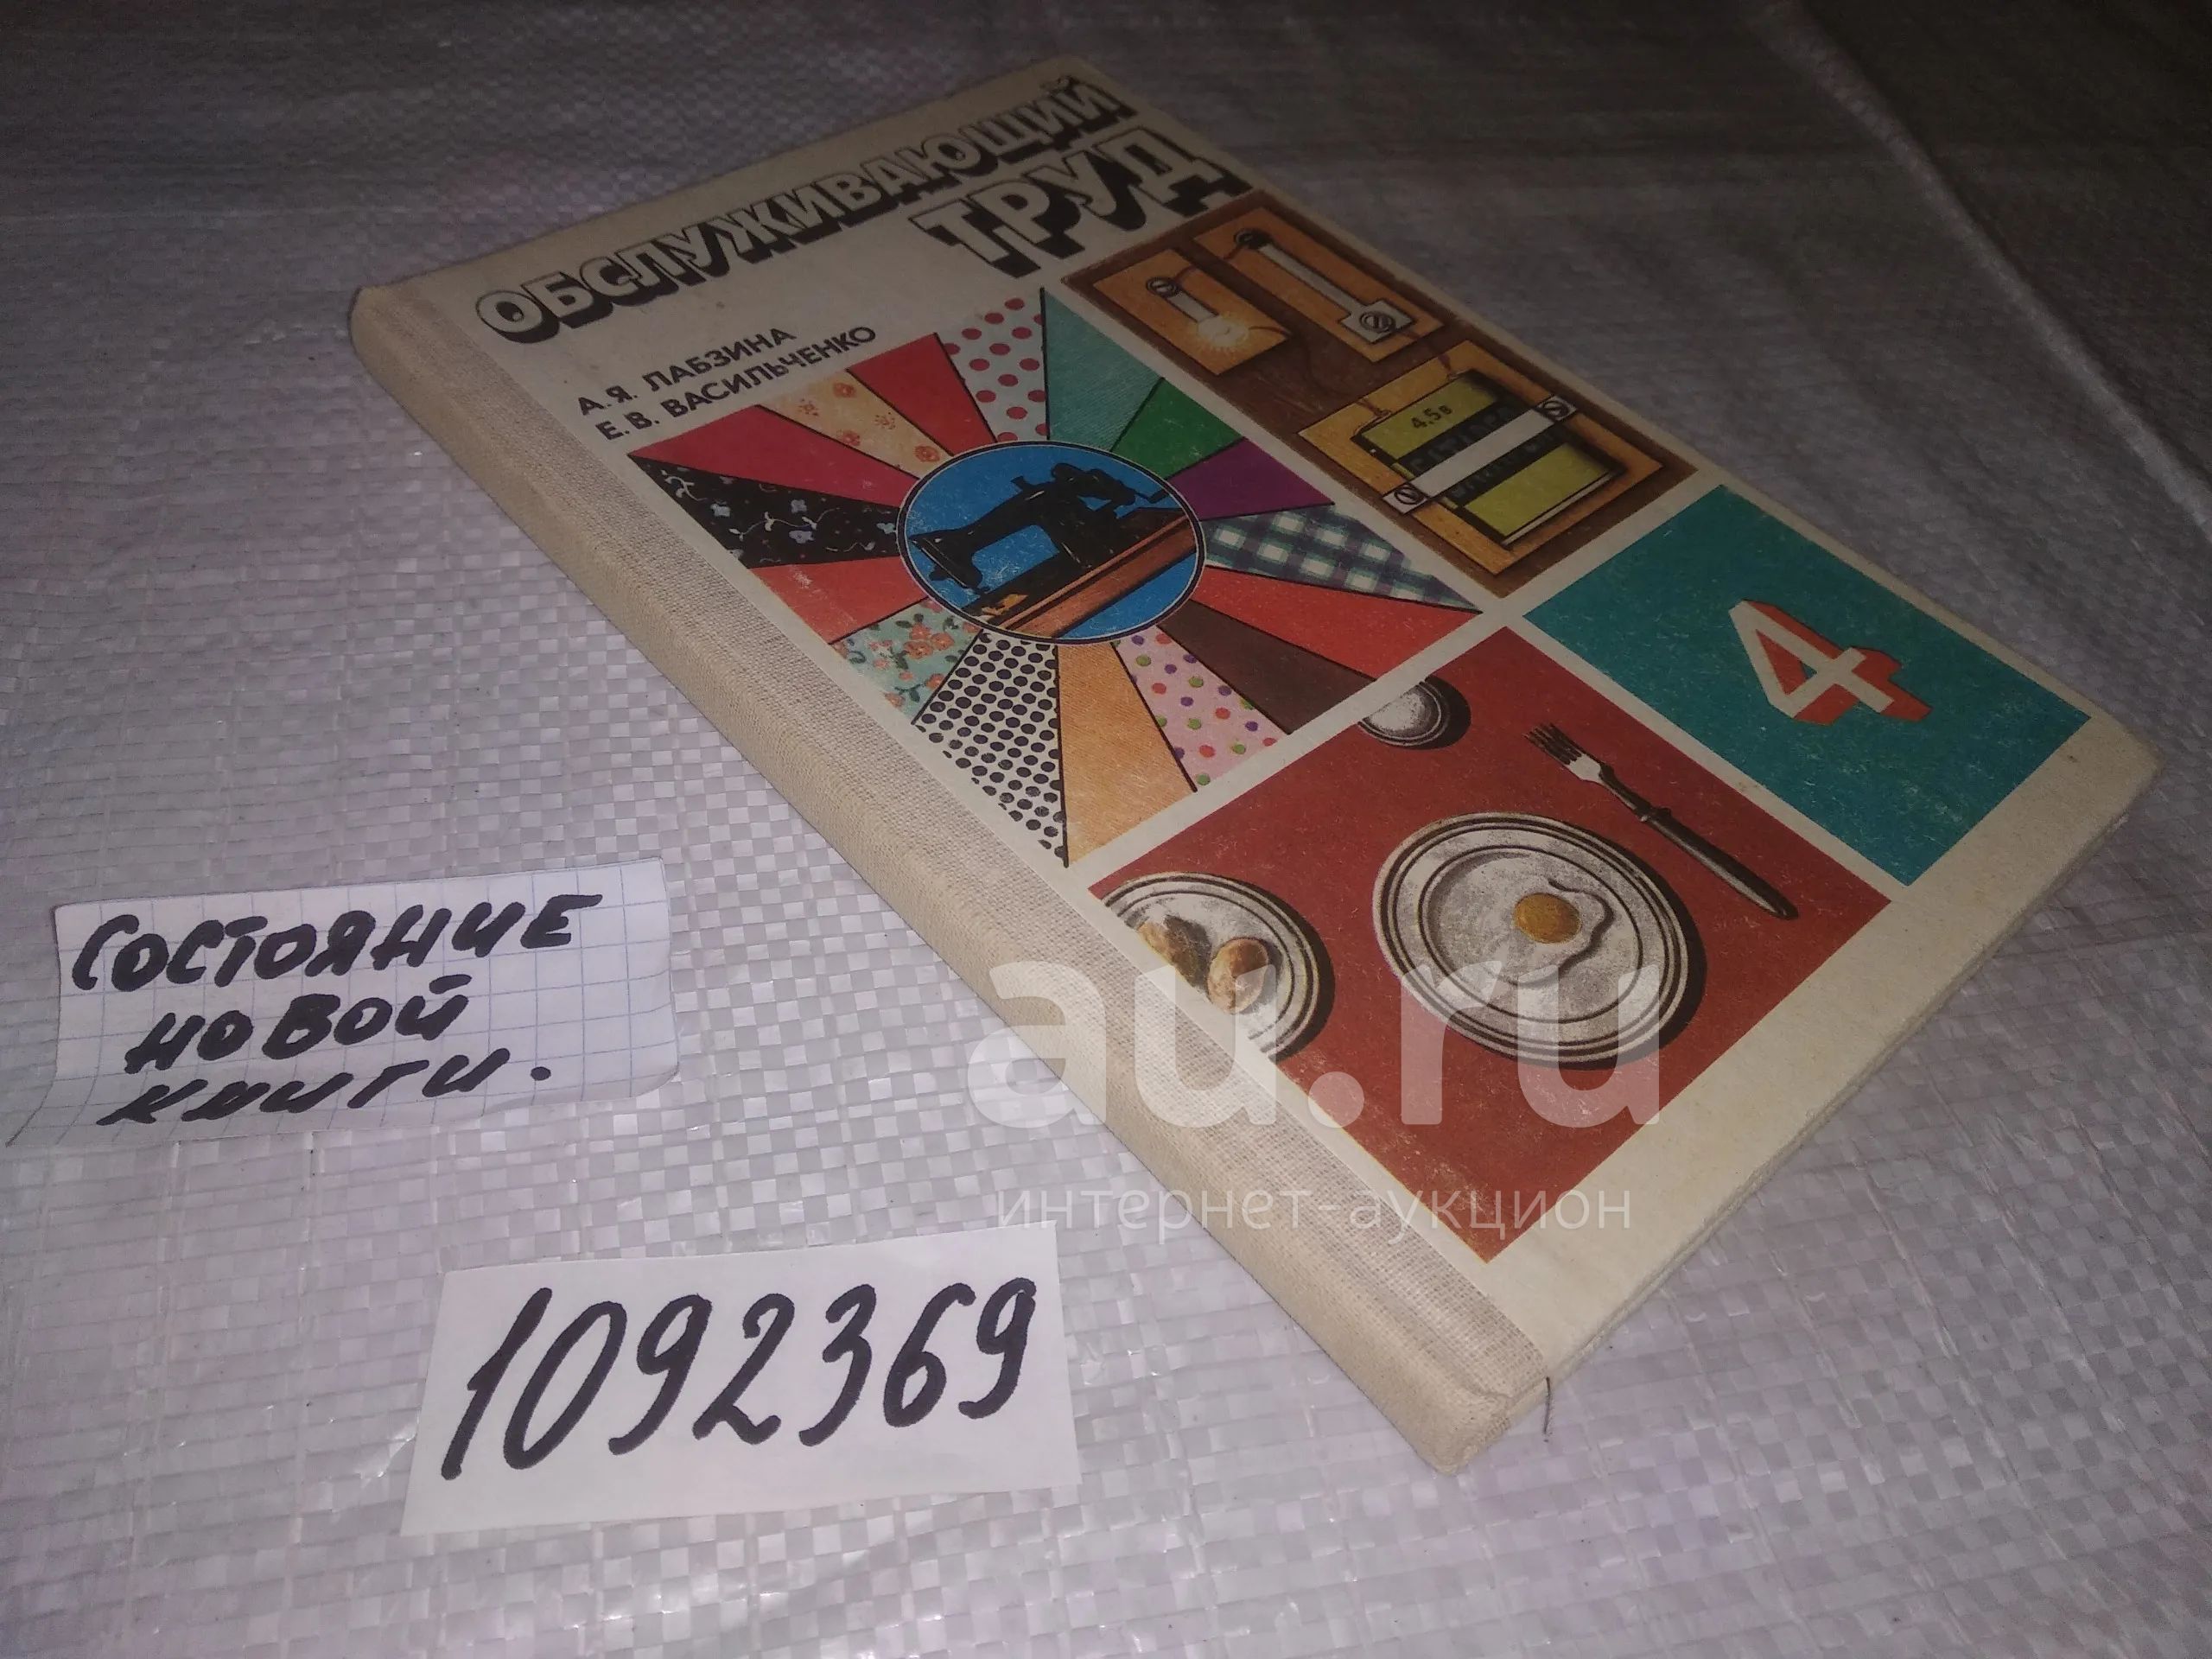 ОБСЛУЖИВАЮЩИЙ
ТРУД
А.Я. ЛАБЗИНА
Е.В. ВАСИЛЬЧЕНКО
4,5в
4
СОСТОЯНИЕ
НОВОЙ
КНИГИ.
1092369
au.ru
интернет-аукцион